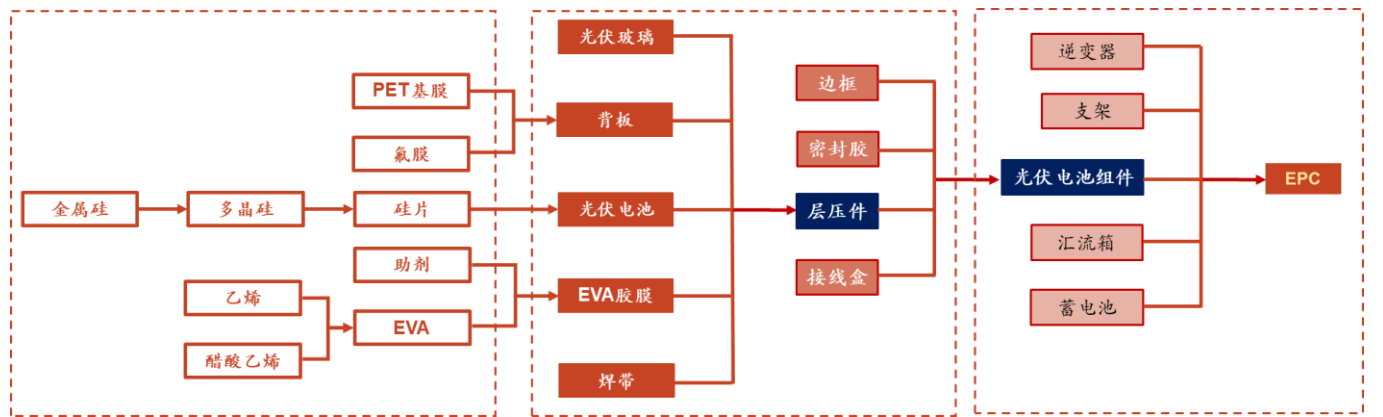 光伏玻璃
逆变器
边框
PET基膜
支架
背板
密封胶
氟膜
光伏电池组件
EPC
金属硅
多晶硅
硅片
光伏电池
层压件
汇流箱
助剂
接线盒
乙烯
EVA胶膜
蓄电池
EVA
醋酸乙烯
焊带